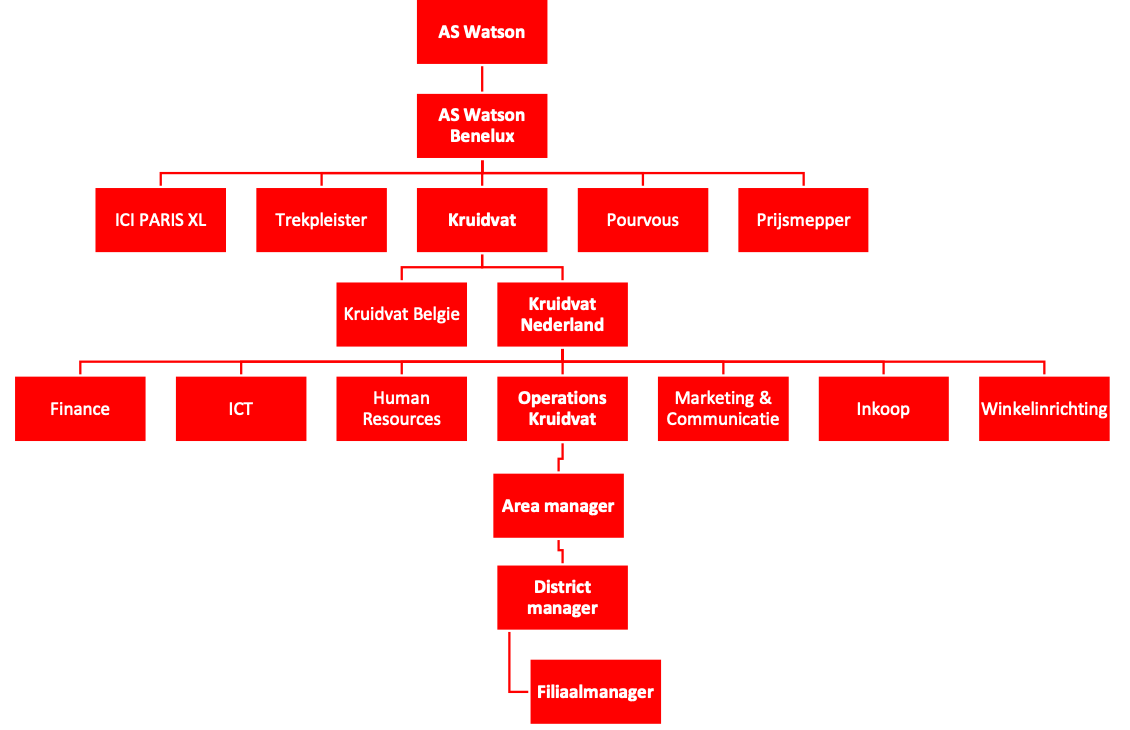 AS Watson
AS Watson
Benelux
ICI PARIS XL
Trekpleister
Kruidvat
Pourvous
Prijsmepper
Kruidvat Belgie
Kruidvat
Nederland
Finance
ICT
Human
Resources
Operations
Kruidvat
Marketing &
Communicatie
Inkoop
Winkelinrichting
Area manager
District
manager
Filiaalmanager